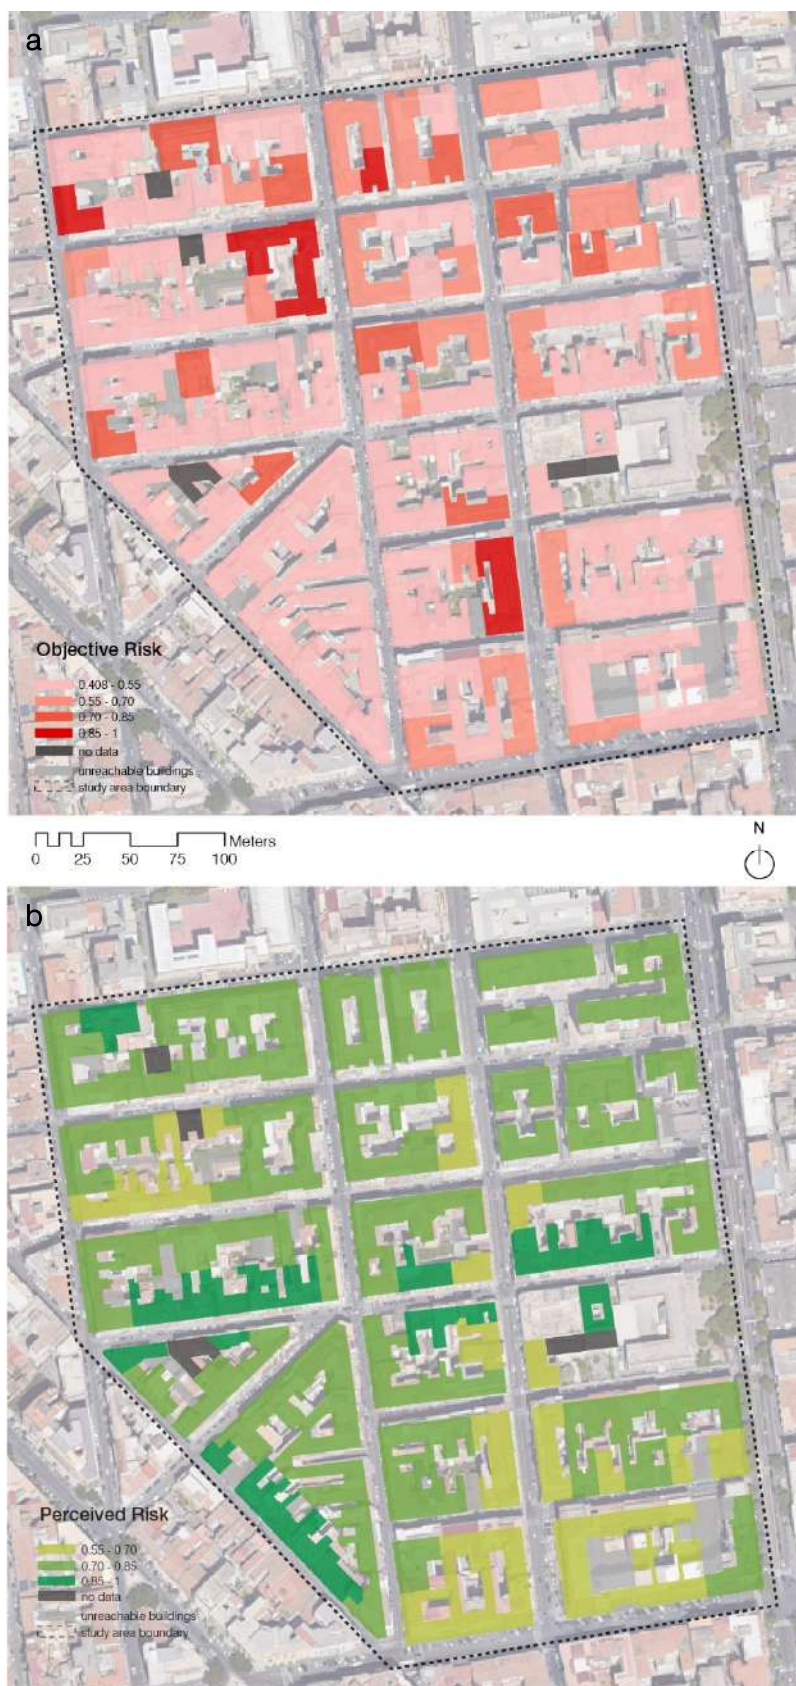 a
Objective Risk
0.408 - 0.55
0.55 - 0.70
0.70 - 0.85
0.85 - 1
no data
unreachable buildings
study area boundary
Meters
0 25 50 75 100
N
b
Perceived Risk
0.55 - 0.70
0.70 - 0.85
0.85 - 1
no data
unreachable buildings
study area boundary